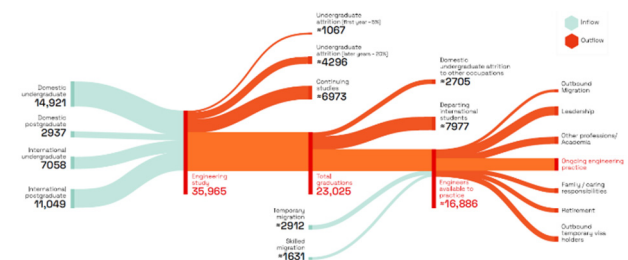 Inflow
Outflow
Domestic
undergraduate
14,921
Domestic
postgraduate
2937
International
undergraduate
7058
International
postgraduate
11,049
Engineering
study
35,965
Undergraduate
attrition (first year ~5%)
≈1067
Undergraduate
attrition (later years ~20%)
≈4296
Continuing
studies
≈6973
Total
graduations
23,025
Temporary
migration
≈2912
Skilled
migration
≈1631
Domestic
undergraduate attrition
to other occupations
≈2705
Departing
international
students
≈7977
Engineers
available to
practice
≈16,886
Outbound
Migration
Leadership
Other professions/
Academia
Ongoing engineering
practice
Family / caring
responsibilities
Retirement
Outbound
temporary visa
holders